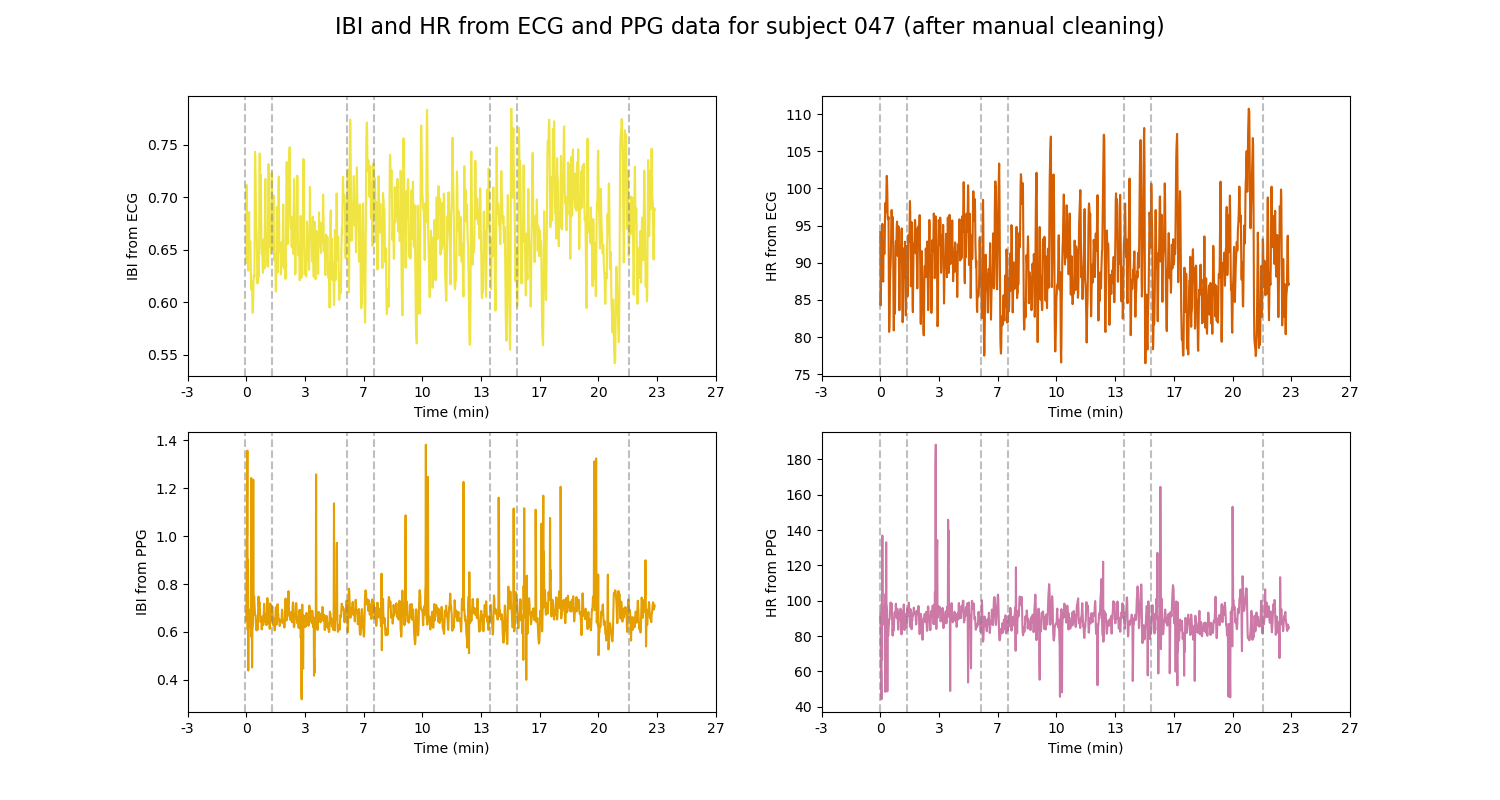 IBI and HR from ECG and PPG data for subject 047 (after manual cleaning)
IBI from ECG
0.75
0.70
0.65
0.60
0.55
-3 0 3 7 10 13 17 20 23 27
Time (min)
HR from ECG
110
105
100
95
90
85
80
75
-3 0 3 7 10 13 17 20 23 27
Time (min)
IBI from PPG
1.4
1.2
1.0
0.8
0.6
0.4
-3 0 3 7 10 13 17 20 23 27
Time (min)
HR from PPG
180
160
140
120
100
80
60
40
-3 0 3 7 10 13 17 20 23 27
Time (min)